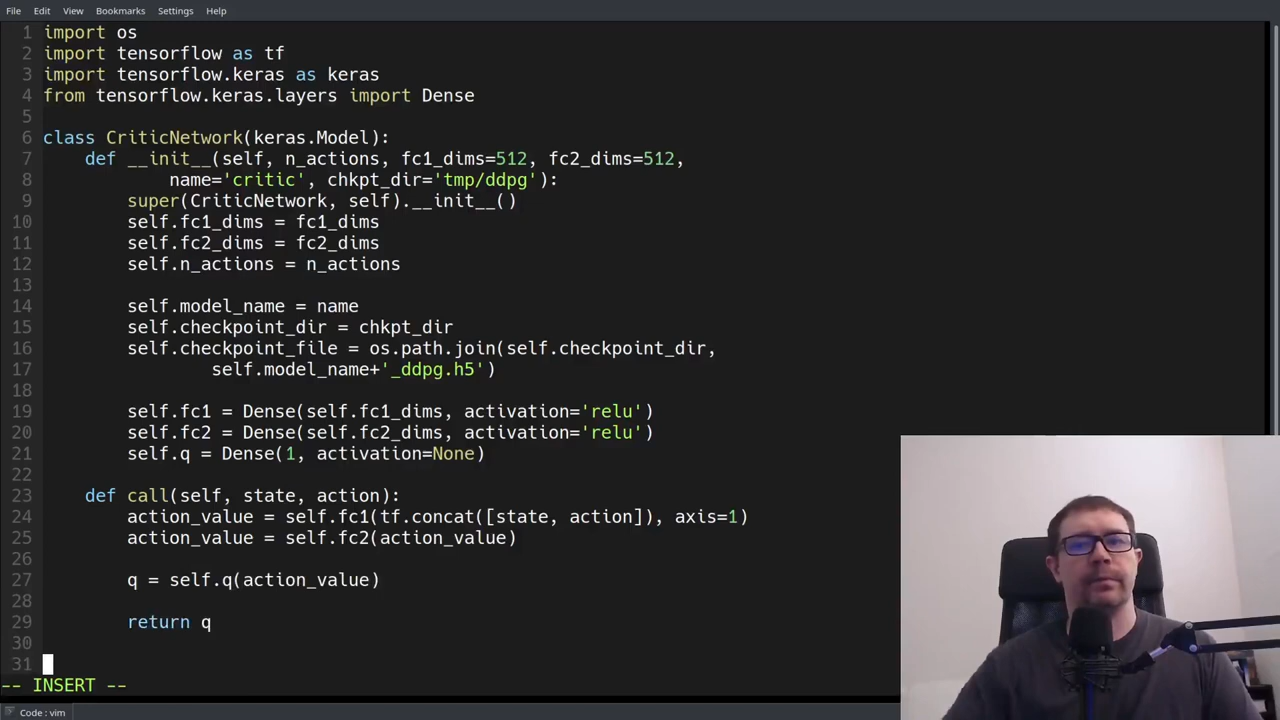 File Edit View Bookmarks Settings Help
1 import os
2 import tensorflow as tf
3 import tensorflow.keras as keras
4 from tensorflow.keras.layers import Dense
5
6 class CriticNetwork(keras.Model):
7     def __init__(self, n_actions, fc1_dims=512, fc2_dims=512,
8             name='critic', chkpt_dir='tmp/ddpg'):
9         super(CriticNetwork, self).__init__()
10         self.fc1_dims = fc1_dims
11         self.fc2_dims = fc2_dims
12         self.n_actions = n_actions
13
14         self.model_name = name
15         self.checkpoint_dir = chkpt_dir
16         self.checkpoint_file = os.path.join(self.checkpoint_dir,
17                 self.model_name+'_ddpg.h5')
18
19         self.fc1 = Dense(self.fc1_dims, activation='relu')
20         self.fc2 = Dense(self.fc2_dims, activation='relu')
21         self.q = Dense(1, activation=None)
22
23     def call(self, state, action):
24         action_value = self.fc1(tf.concat([state, action]), axis=1)
25         action_value = self.fc2(action_value)
26
27         q = self.q(action_value)
28
29         return q
30
31
-- INSERT --
Code : vim